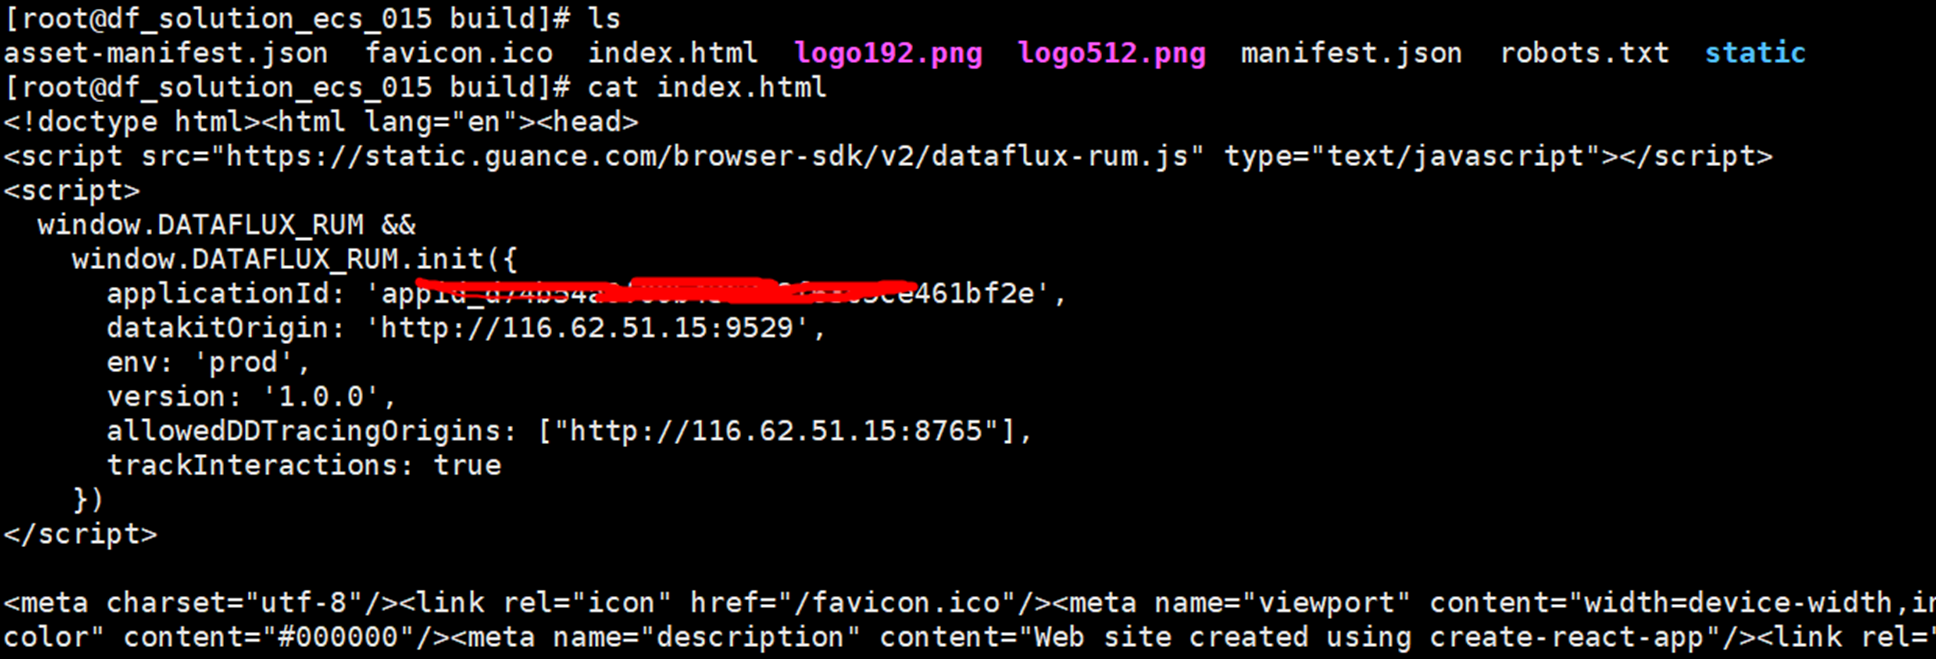 [root@df_solution_ecs_015 build]# ls
asset-manifest.json  favicon.ico  index.html  logo192.png  logo512.png  manifest.json  robots.txt  static
[root@df_solution_ecs_015 build]# cat index.html
<!doctype html><html lang="en"><head>
<script src="https://static.guance.com/browser-sdk/v2/dataflux-rum.js" type="text/javascript"></script>
<script>
  window.DATAFLUX_RUM &&
    window.DATAFLUX_RUM.init({
      applicationId:
      datakitOrigin: 'http://116.62.51.15:9529',
      env: 'prod',
      version: '1.0.0',
      allowedDDTracingOrigins: ["http://116.62.51.15:8765"],
      trackInteractions: true
    })
</script>
<meta charset="utf-8"/><link rel="icon" href="/favicon.ico"/><meta name="viewport" content="width=device-width,in
color" content="#000000"/><meta name="description" content="Web site created using create-react-app"/><link rel="